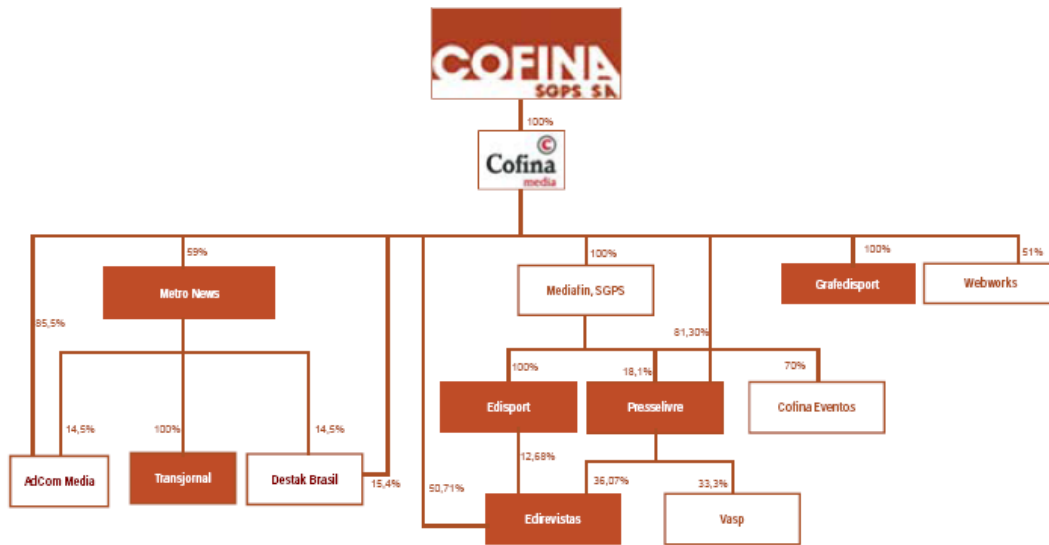 COFINA
SGPS, SA
100%
©
Cofina
media
59%
100%
100%
51%
Metro News
Mediafin, SGPS
Grafedisport
Webworks
85,5%
81,30%
100%
18,1%
70%
Edisport
Presselivre
Cofina Eventos
14,5%
100%
14,5%
12,68%
AdCom Media
Transjornal
Destak Brasil
15,4%
50,71%
36,07%
33,3%
Edirevistas
Vasp